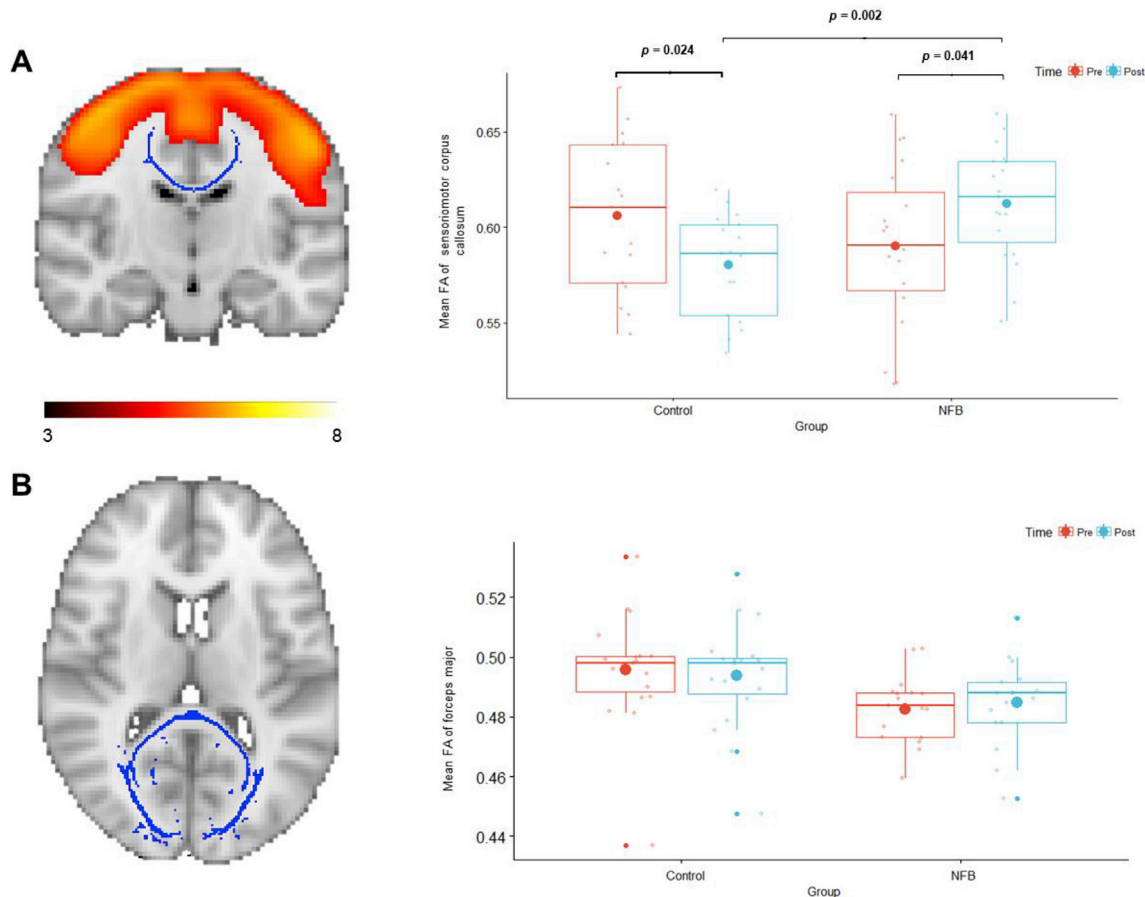 A
3 8
p = 0.002
p = 0.024
p = 0.041
Time Pre Post
Mean FA of sensoriomotor corpus
callosum
0.65
0.60
0.55
Control NFB
Group
B
Time Pre Post
Mean FA of forceps major
0.52
0.50
0.48
0.46
0.44
Control NFB
Group